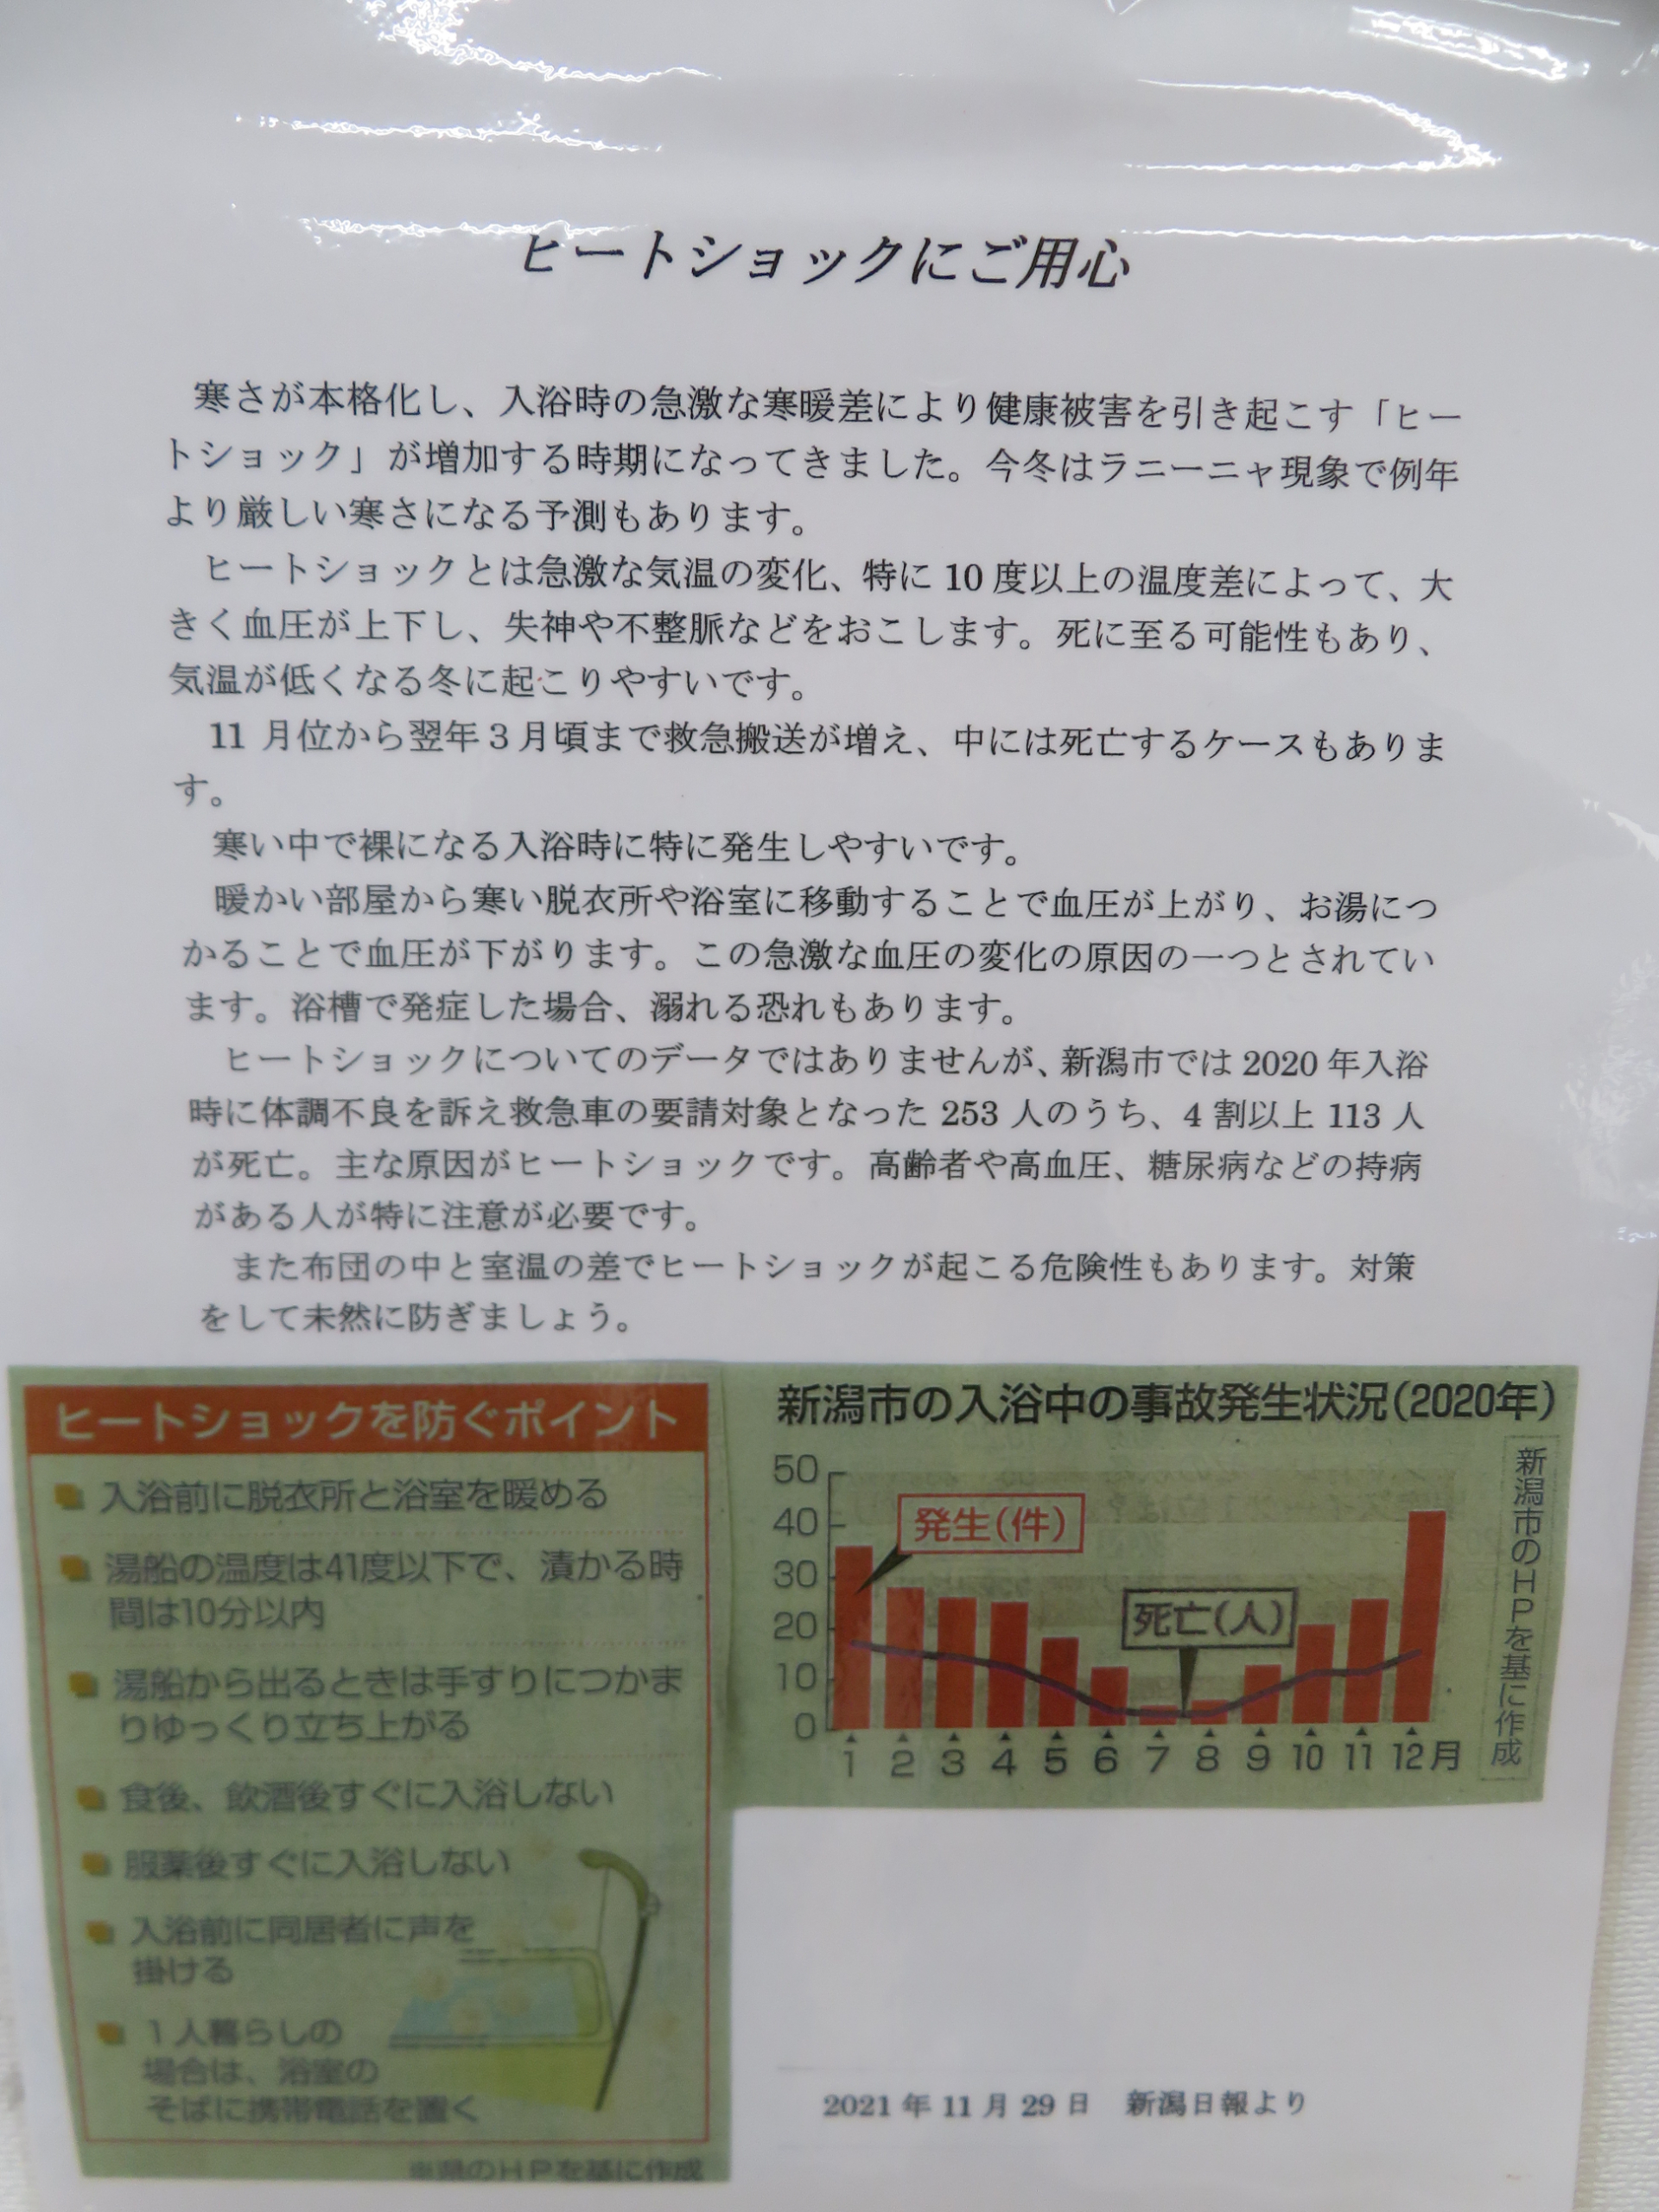 ヒートショックにご用心
寒さが本格化し、入浴時の急激な寒暖差により健康被害を引き起こす「ヒー
トショック」が増加する時期になってきました。今冬はラニーニャ現象で例年
より厳しい寒さになる予測もあります。
ヒートショックとは急激な気温の変化、特に 10 度以上の温度差によって、大
きく血圧が上下し、失神や不整脈などをおこします。死に至る可能性もあり、
気温が低くなる冬に起こりやすいです。
11 月位から翌年 3 月頃まで救急搬送が増え、中には死亡するケースもありま
す。
寒い中で裸になる入浴時に特に発生しやすいです。
暖かい部屋から寒い脱衣所や浴室に移動することで血圧が上がり、お湯につ
かることで血圧が下がります。この急激な血圧の変化の原因の一つとされてい
ます。浴槽で発症した場合、溺れる恐れもあります。
ヒートショックについてのデータではありませんが、新潟市では 2020 年入浴
時に体調不良を訴え救急車の要請対象となった 253 人のうち、4 割以上 113 人
が死亡。主な原因がヒートショックです。高齢者や高血圧、糖尿病などの持病
がある人が特に注意が必要です。
また布団の中と室温の差でヒートショックが起こる危険性もあります。対策
をして未然に防ぎましょう。
ヒートショックを防ぐポイント
入浴前に脱衣所と浴室を暖める
湯船の温度は41度以下で、漬かる時
間は10分以内
湯船から出るときは手すりにつかま
りゆっくり立ち上がる
食後、飲酒後すぐに入浴しない
服薬後すぐに入浴しない
入浴前に同居者に声を
掛ける
1人暮らしの
場合は、浴室の
そばに携帯電話を置く
※県のHPを基に作成
新潟市の入浴中の事故発生状況(2020年)
50
40
30
20
10
0
発生(件)
死亡(人)
1 2 3 4 5 6 7 8 9 10 11 12月
新潟市のHPを基に作成
2021 年 11 月 29 日 新潟日報より